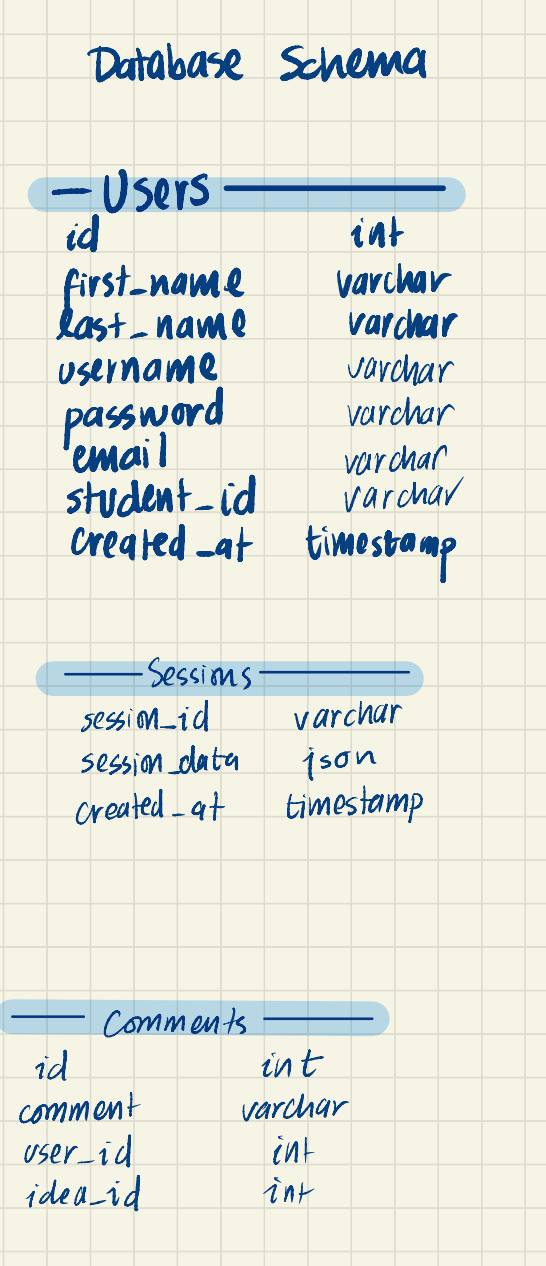 Database Schema
Users
id int
first_name varchar
last_name varchar
username varchar
password varchar
email varchar
student_id varchar
created_at timestamp
Sessions
session_id varchar
session_data json
created_at timestamp
Comments
id int
comment varchar
user_id int
idea_id int